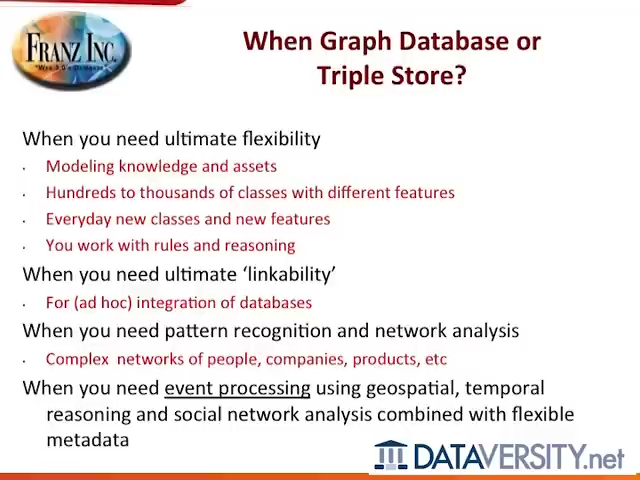 FRANZ INC.
When Graph Database or
Triple Store?
When you need ultimate flexibility
· Modeling knowledge and assets
· Hundreds to thousands of classes with different features
· Everyday new classes and new features
· You work with rules and reasoning
When you need ultimate ‘linkability’
· For (ad hoc) integration of databases
When you need pattern recognition and network analysis
· Complex networks of people, companies, products, etc
When you need event processing using geospatial, temporal
reasoning and social network analysis combined with flexible
metadata
DATAVERSITY.net